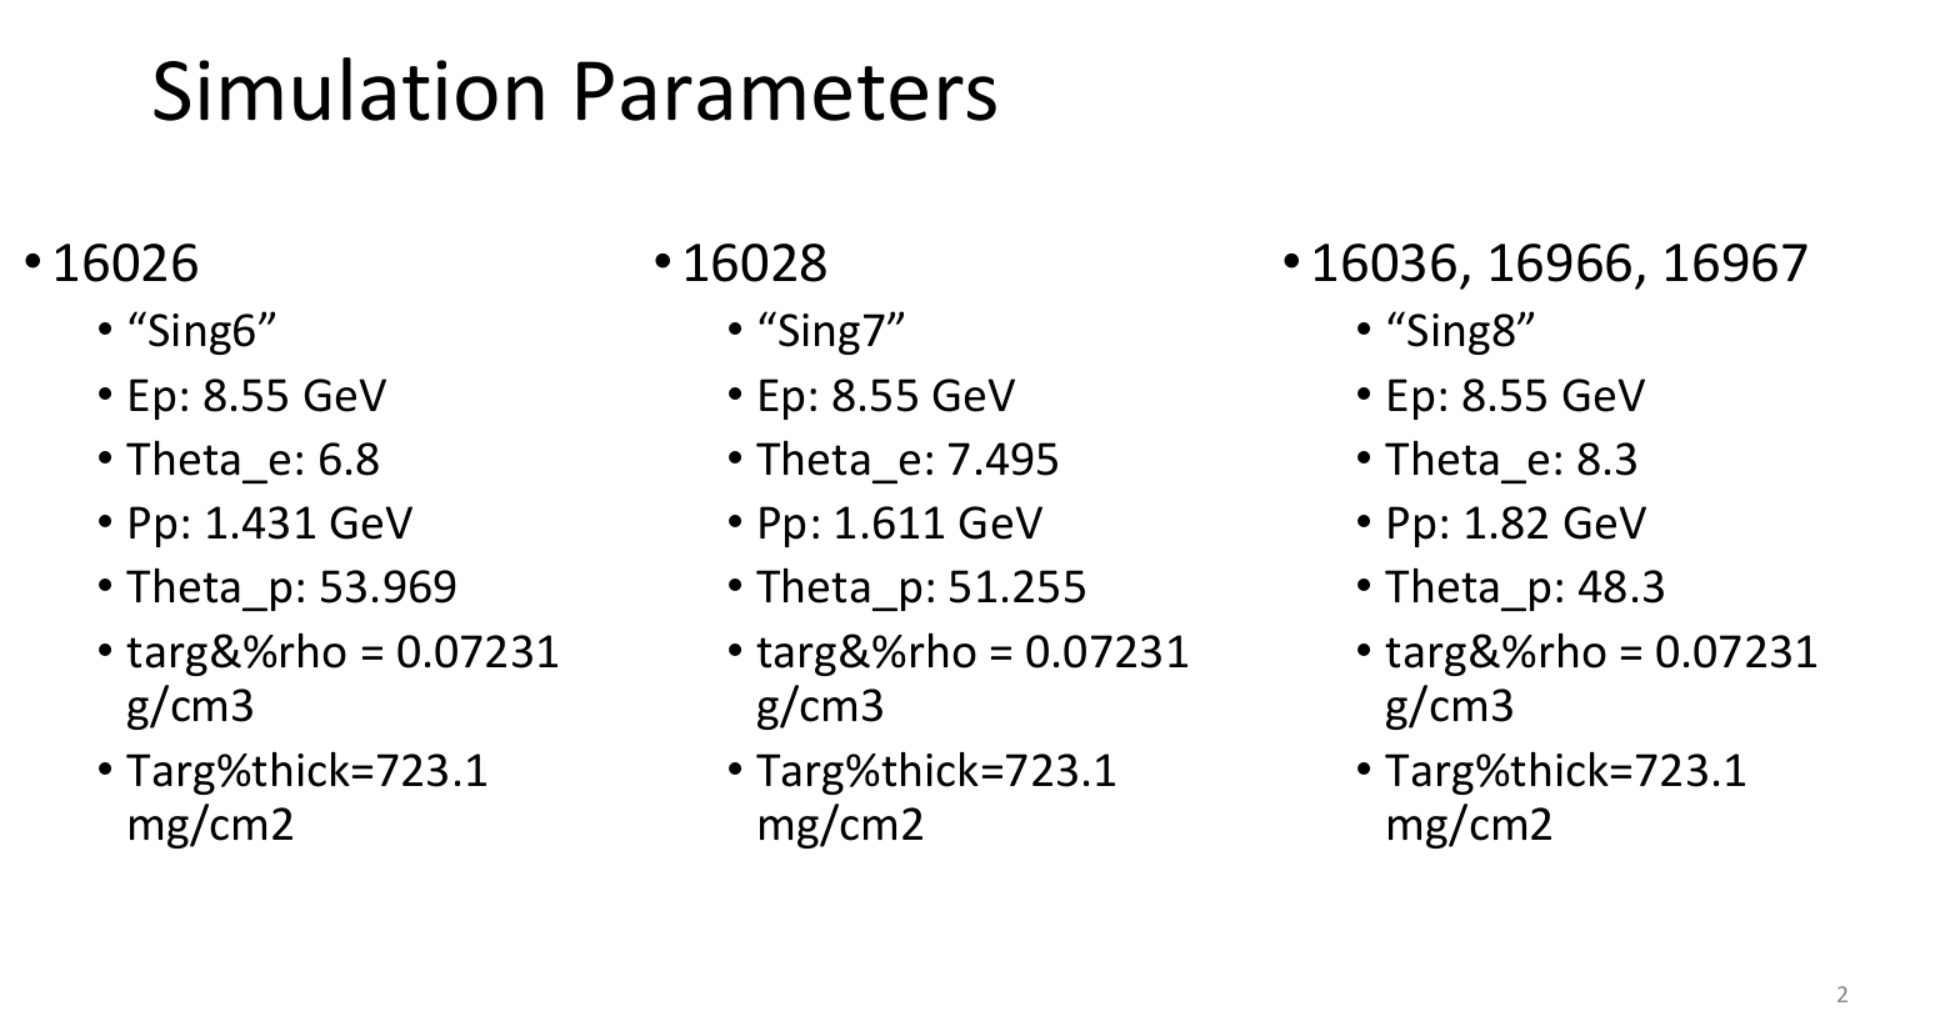 Simulation Parameters
• 16026
• “Sing6”
• Ep: 8.55 GeV
• Theta_e: 6.8
• Pp: 1.431 GeV
• Theta_p: 53.969
• targ&%rho = 0.07231
g/cm3
• Targ%thick=723.1
mg/cm2
• 16028
• “Sing7”
• Ep: 8.55 GeV
• Theta_e: 7.495
• Pp: 1.611 GeV
• Theta_p: 51.255
• targ&%rho = 0.07231
g/cm3
• Targ%thick=723.1
mg/cm2
• 16036, 16966, 16967
• “Sing8”
• Ep: 8.55 GeV
• Theta_e: 8.3
• Pp: 1.82 GeV
• Theta_p: 48.3
• targ&%rho = 0.07231
g/cm3
• Targ%thick=723.1
mg/cm2
2